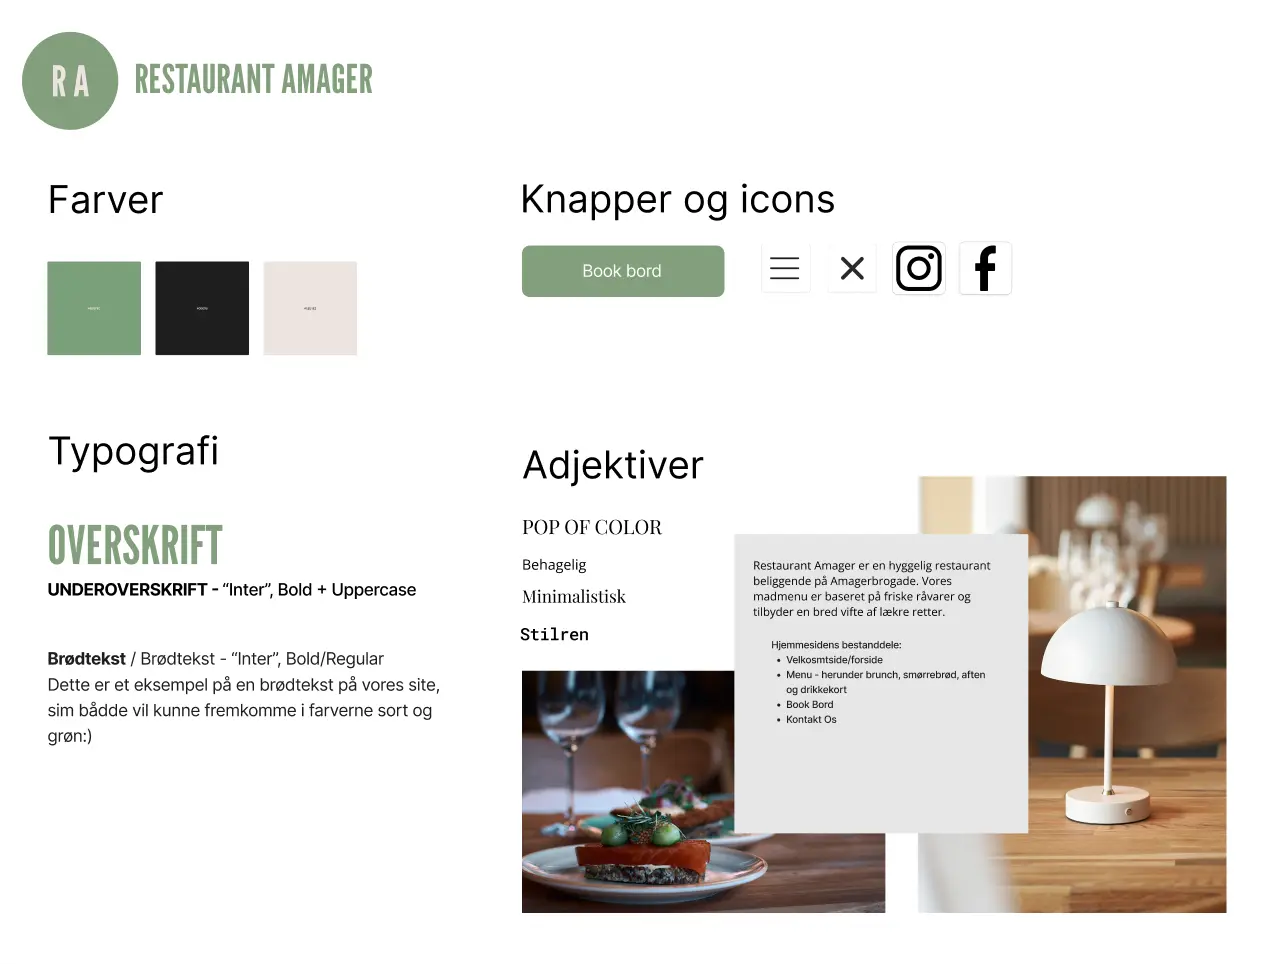 R A
RESTAURANT AMAGER
Farver
Knapper og icons
Book bord
Typografi
OVERSKRIFT
UNDEROVERSKRIFT - “Inter”, Bold + Uppercase
Brødtekst / Brødtekst - “Inter”, Bold/Regular
Dette er et eksempel på en brødtekst på vores site,
sim bådde vil kunne fremkomme i farverne sort og
grøn:)
Adjektiver
POP OF COLOR
Behagelig
Minimalistisk
Stilren
Restaurant Amager er en hyggelig restaurant
beliggende på Amagerbrogade. Vores
madmenu er baseret på friske råvarer og
tilbyder en bred vifte af lækre retter.
Hjemmesidens bestanddele:
• Velkosmtside/forside
• Menu - herunder brunch, smørrebrød, aften
og drikkekort
• Book Bord
• Kontakt Os